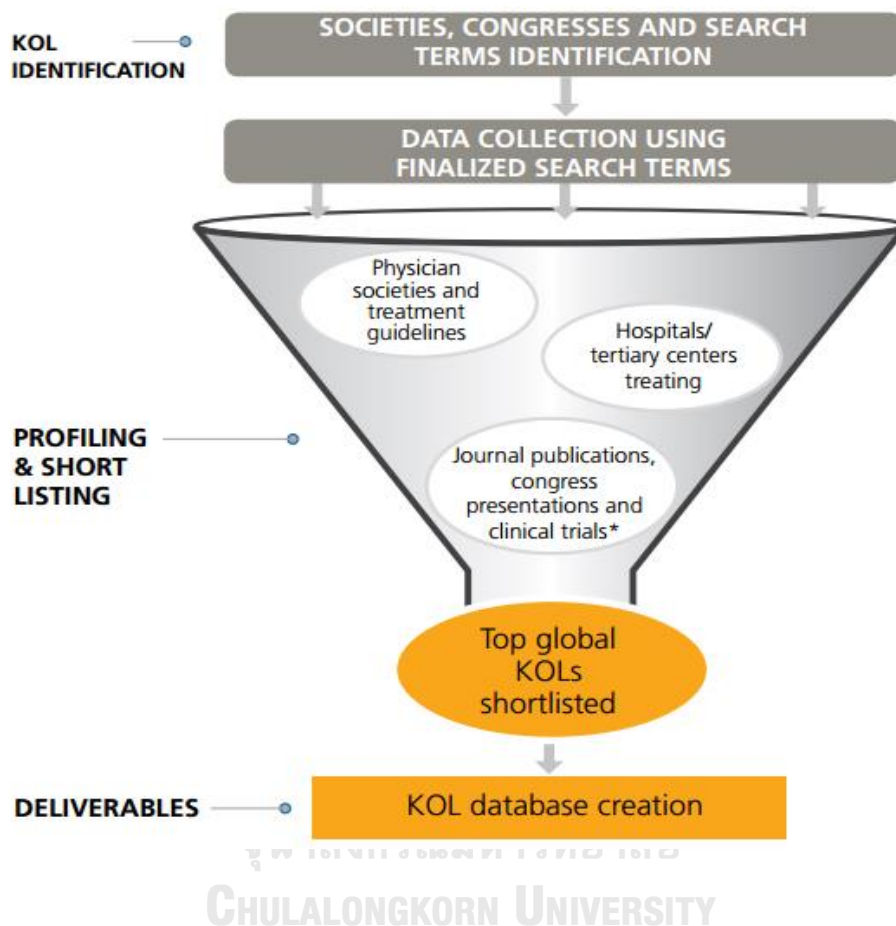 KOL
IDENTIFICATION
SOCIETIES, CONGRESSES AND SEARCH
TERMS IDENTIFICATION
DATA COLLECTION USING
FINALIZED SEARCH TERMS
Physician
societies and
treatment
guidelines
Hospitals/
tertiary centers
treating
PROFILING
& SHORT
LISTING
Journal publications,
congress
presentations and
clinical trials*
Top global
KOLs
shortlisted
DELIVERABLES
KOL database creation
CHULALONGKORN UNIVERSITY